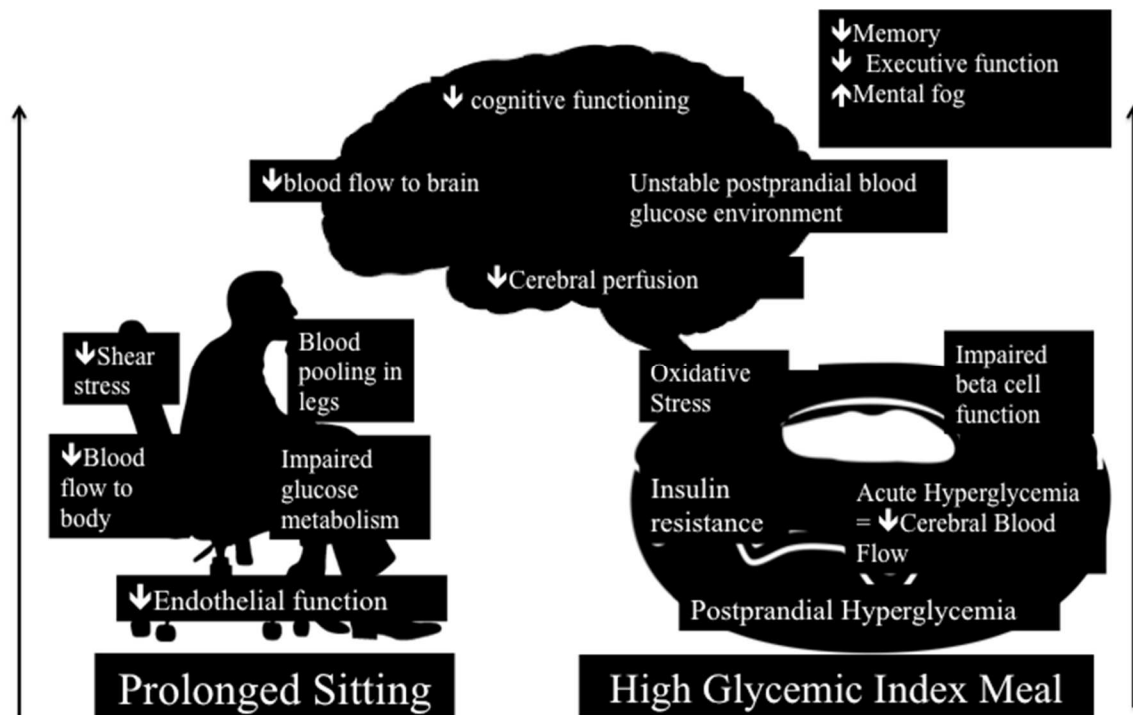 ↓Memory
↓ Executive function
↑Mental fog
↓ cognitive functioning
↓blood flow to brain
Unstable postprandial blood
glucose environment
↓Cerebral perfusion
↓Shear
stress
Blood
pooling in
legs
↓Blood
flow to
body
Impaired
glucose
metabolism
↓Endothelial function
Prolonged Sitting
Oxidative
Stress
Impaired
beta cell
function
Insulin
resistance
Acute Hyperglycemia
= ↓Cerebral Blood
Flow
Postprandial Hyperglycemia
High Glycemic Index Meal